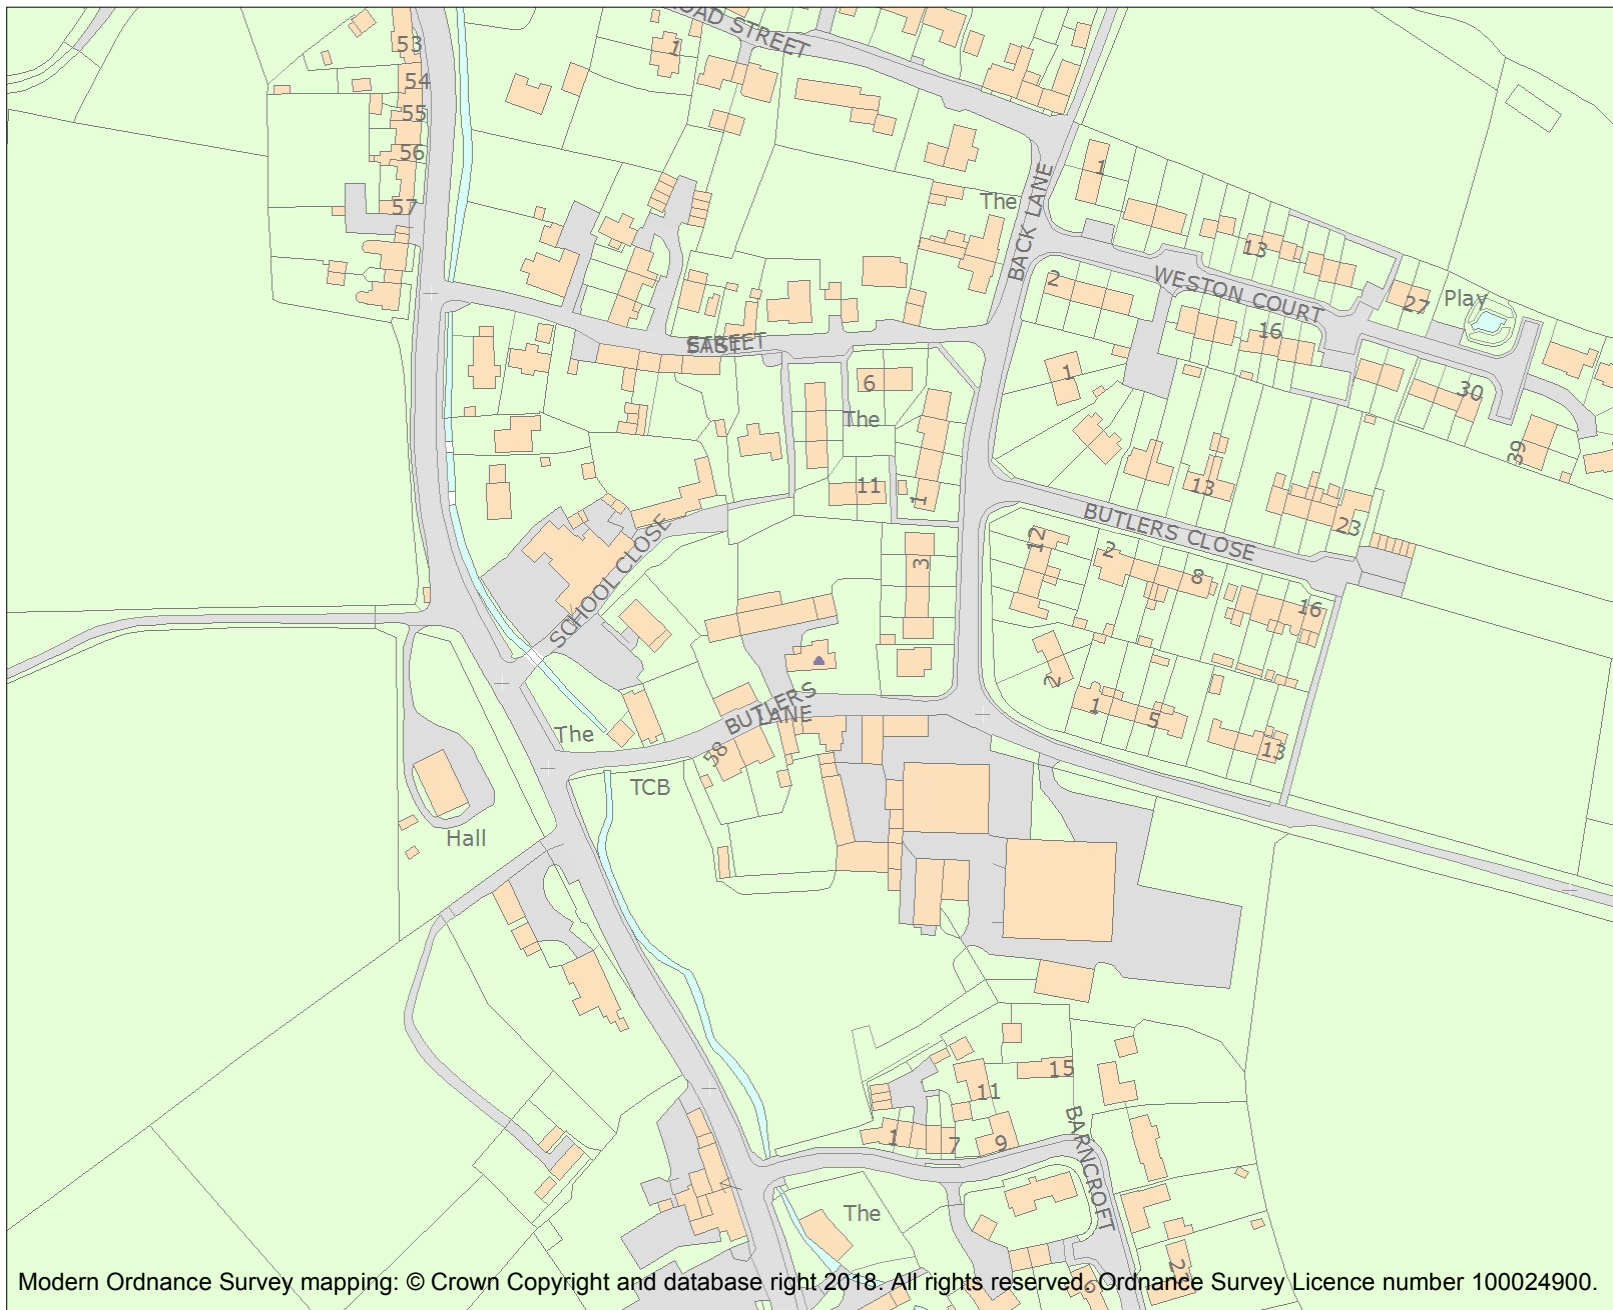 53
OAD STREET
1
54
55
56
57
1
The
BACK LANE
13
2
WESTON COURT
27
Play
16
EAST
STREET
1
6
30
The
39
11
1
13
23
BUTLERS CLOSE
12
2
8
3
16
SCHOOL CLOSE
2
1
5
13
BUTLERS
LANE
The
58
TCB
Hall
15
11
1
7
9
BARNCROFT
The
Modern Ordnance Survey mapping: © Crown Copyright and database right 2018. All rights reserved. Ordnance Survey Licence number 100024900.